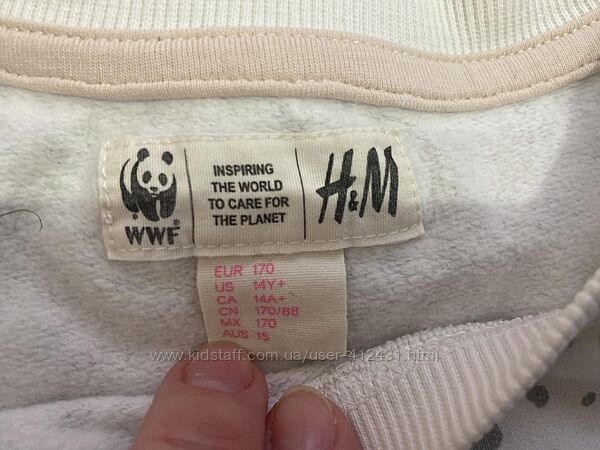 WWF®
INSPIRING
THE WORLD
TO CARE FOR
THE PLANET
H&M
EUR 170
US 14Y+
CA 14A+
CN 170/88
MX 170
AUS 15
www.kidstaff.com.ua/user-412431.html